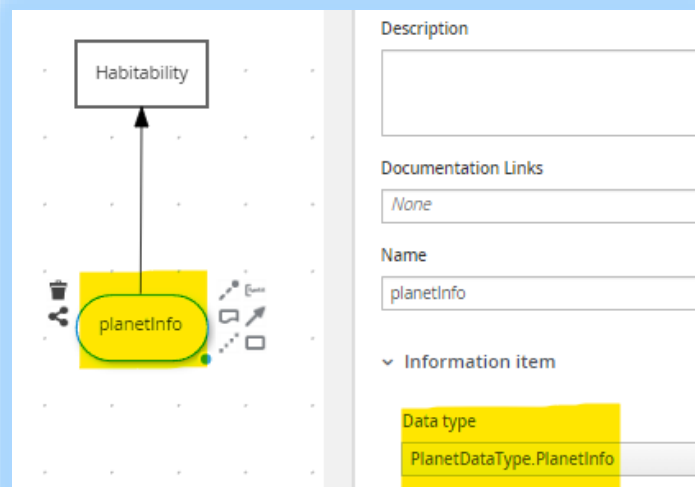 Habitability
planetInfo
Description
Documentation Links
None
Name
planetInfo
Information item
Data type
PlanetDataType.PlanetInfo